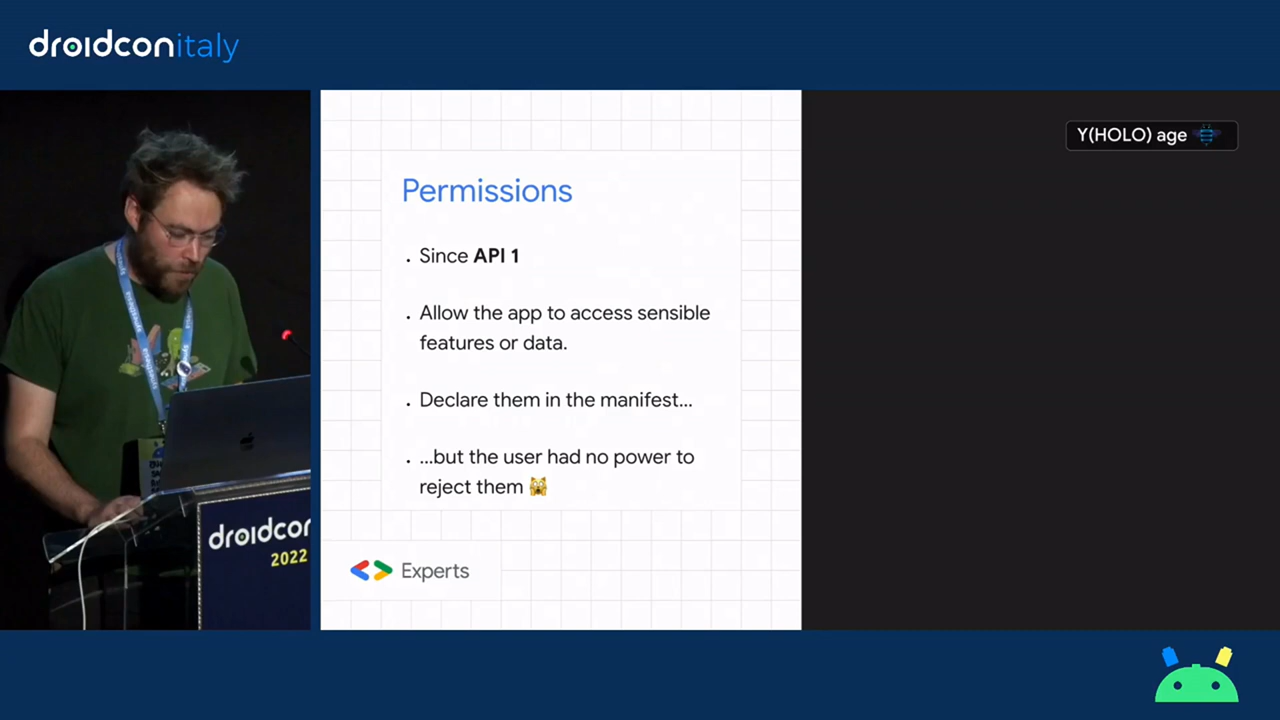 droidconitaly
Y(HOLO) age
Permissions
. Since API 1
. Allow the app to access sensible
features or data.
. Declare them in the manifest...
. ...but the user had no power to
reject them 🙀
<> Experts
droidcon
2022